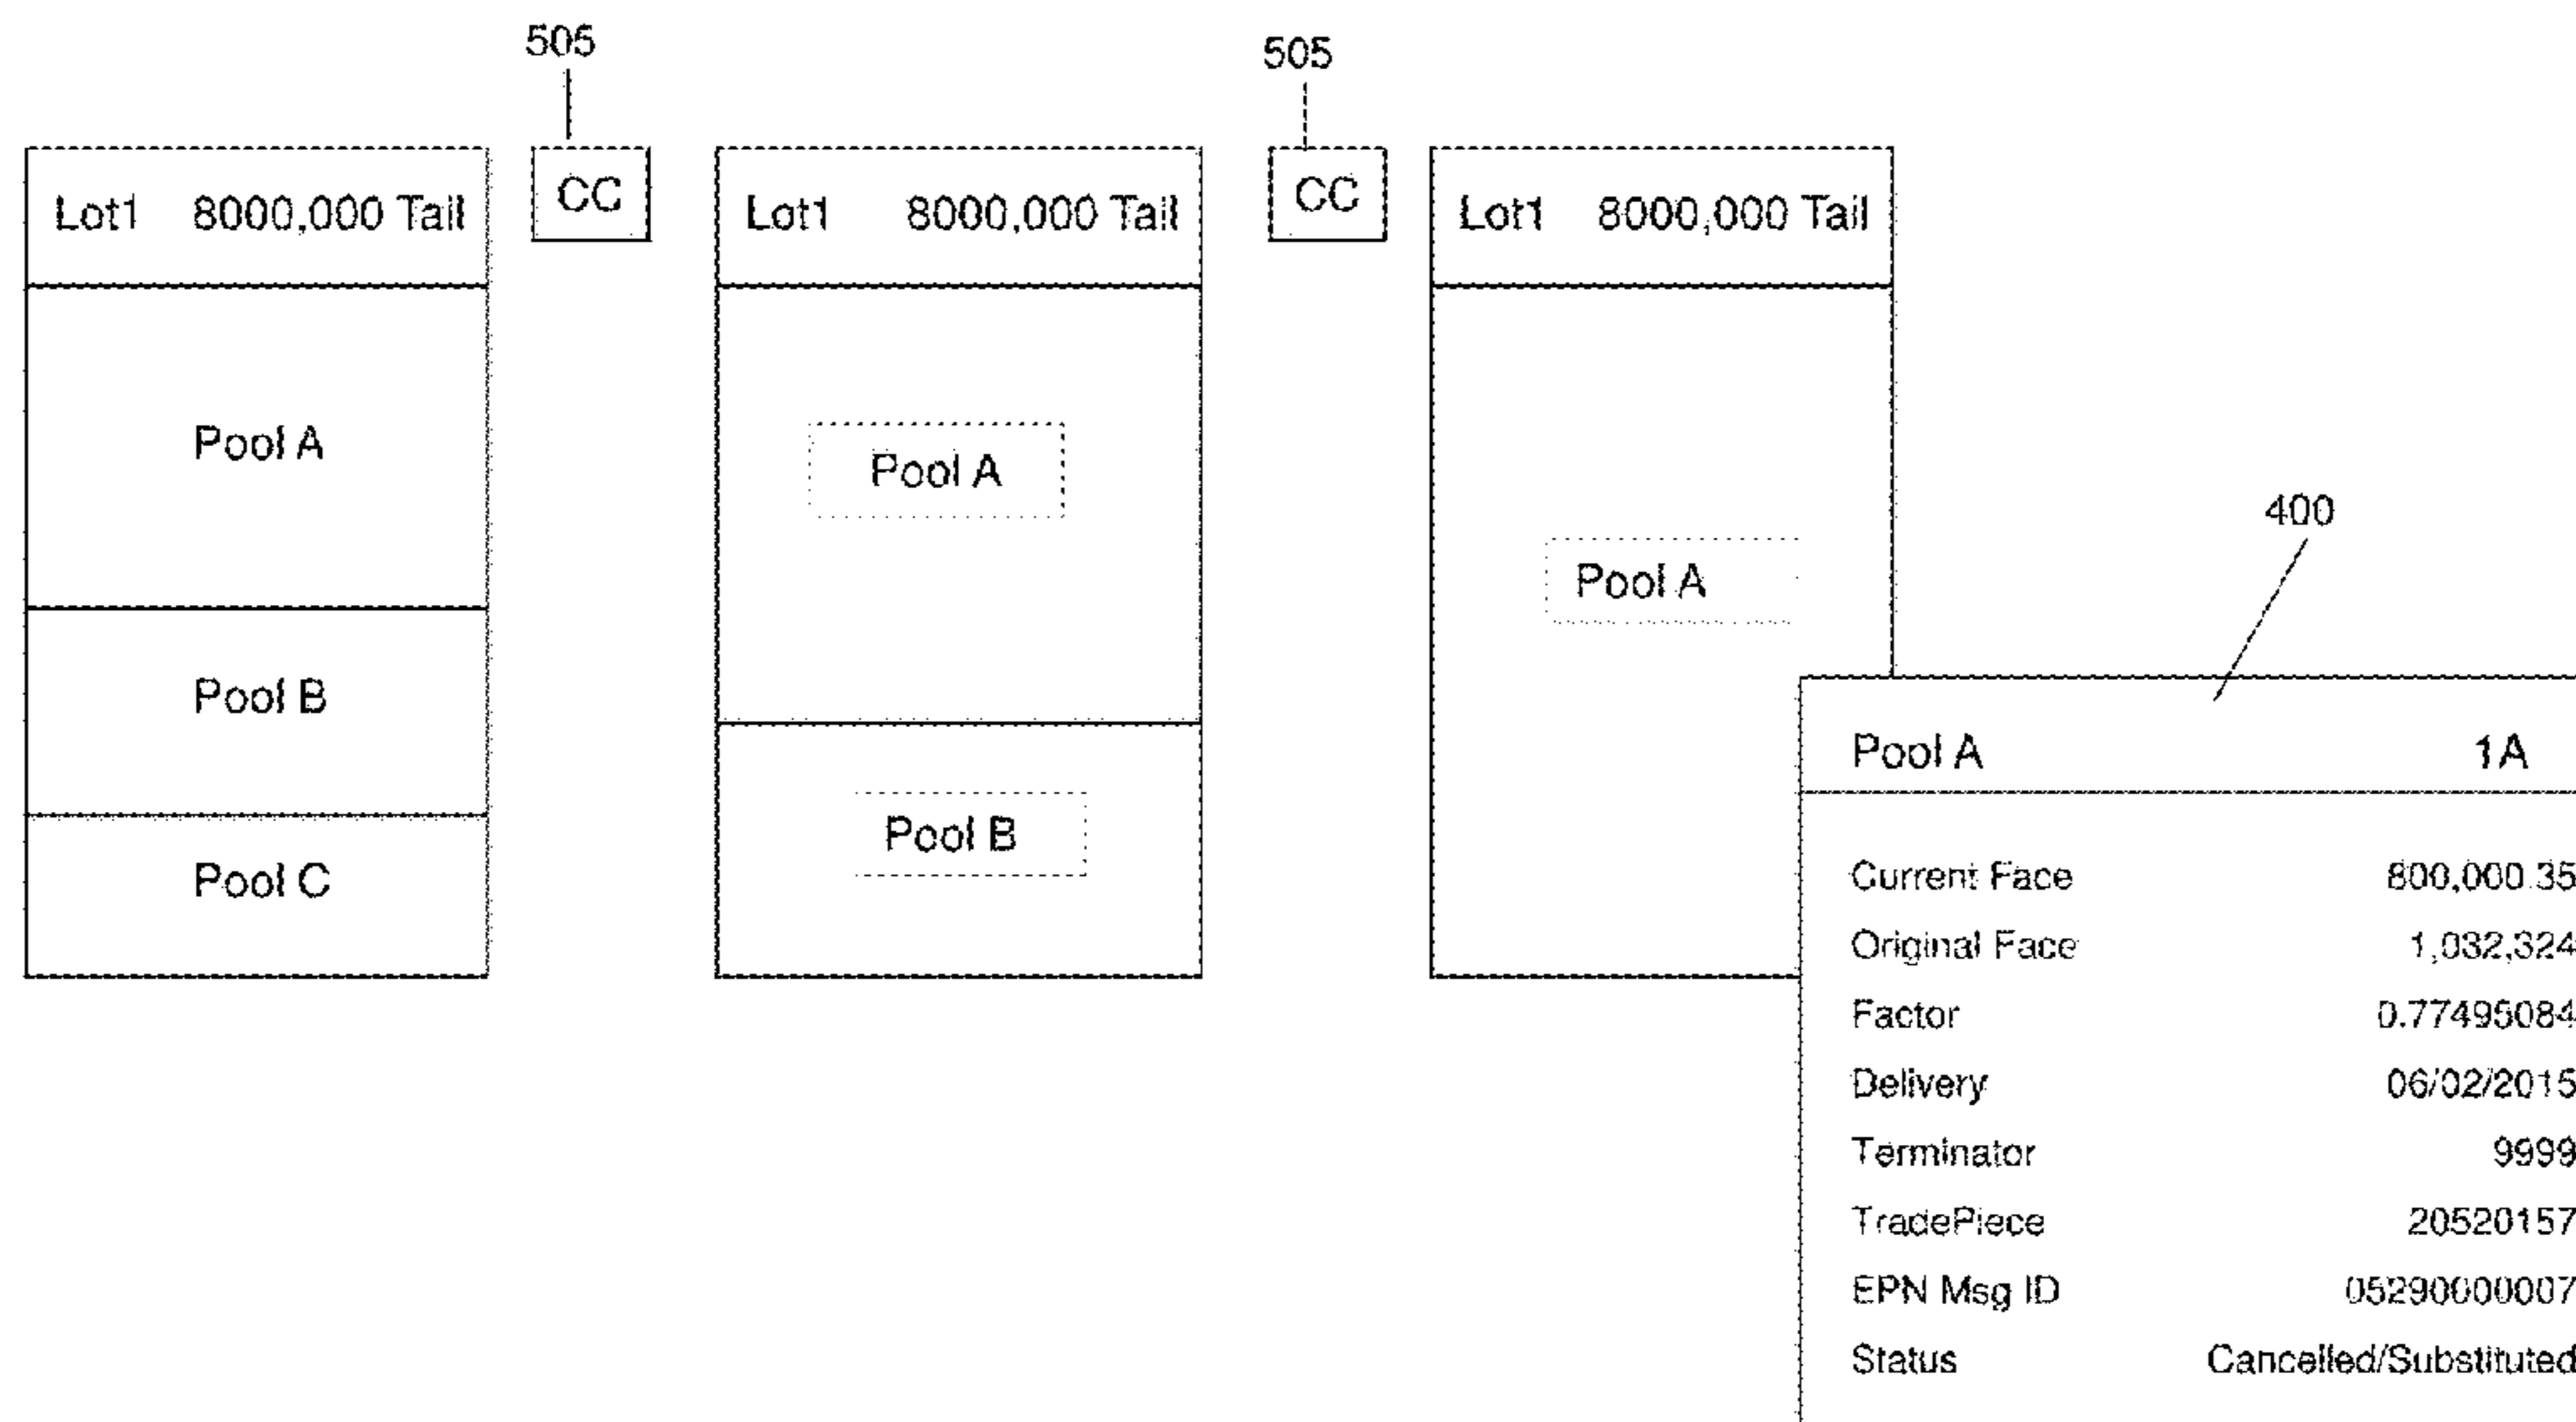 505
505
Lot1 8000,000 Tail
CC
Lot1 8000,000 Tail
CC
Lot1 8000,000 Tail
Pool A
Pool B
Pool C
Pool A
Pool B
Pool A
400
Pool A 1A
Current Face 800,000.35
Original Face 1,032,324
Factor 0.77495084
Delivery 06/02/2015
Terminator 9999
TradePiece 20520157
EPN Msg ID 05290000007
Status Cancelled/Substituted